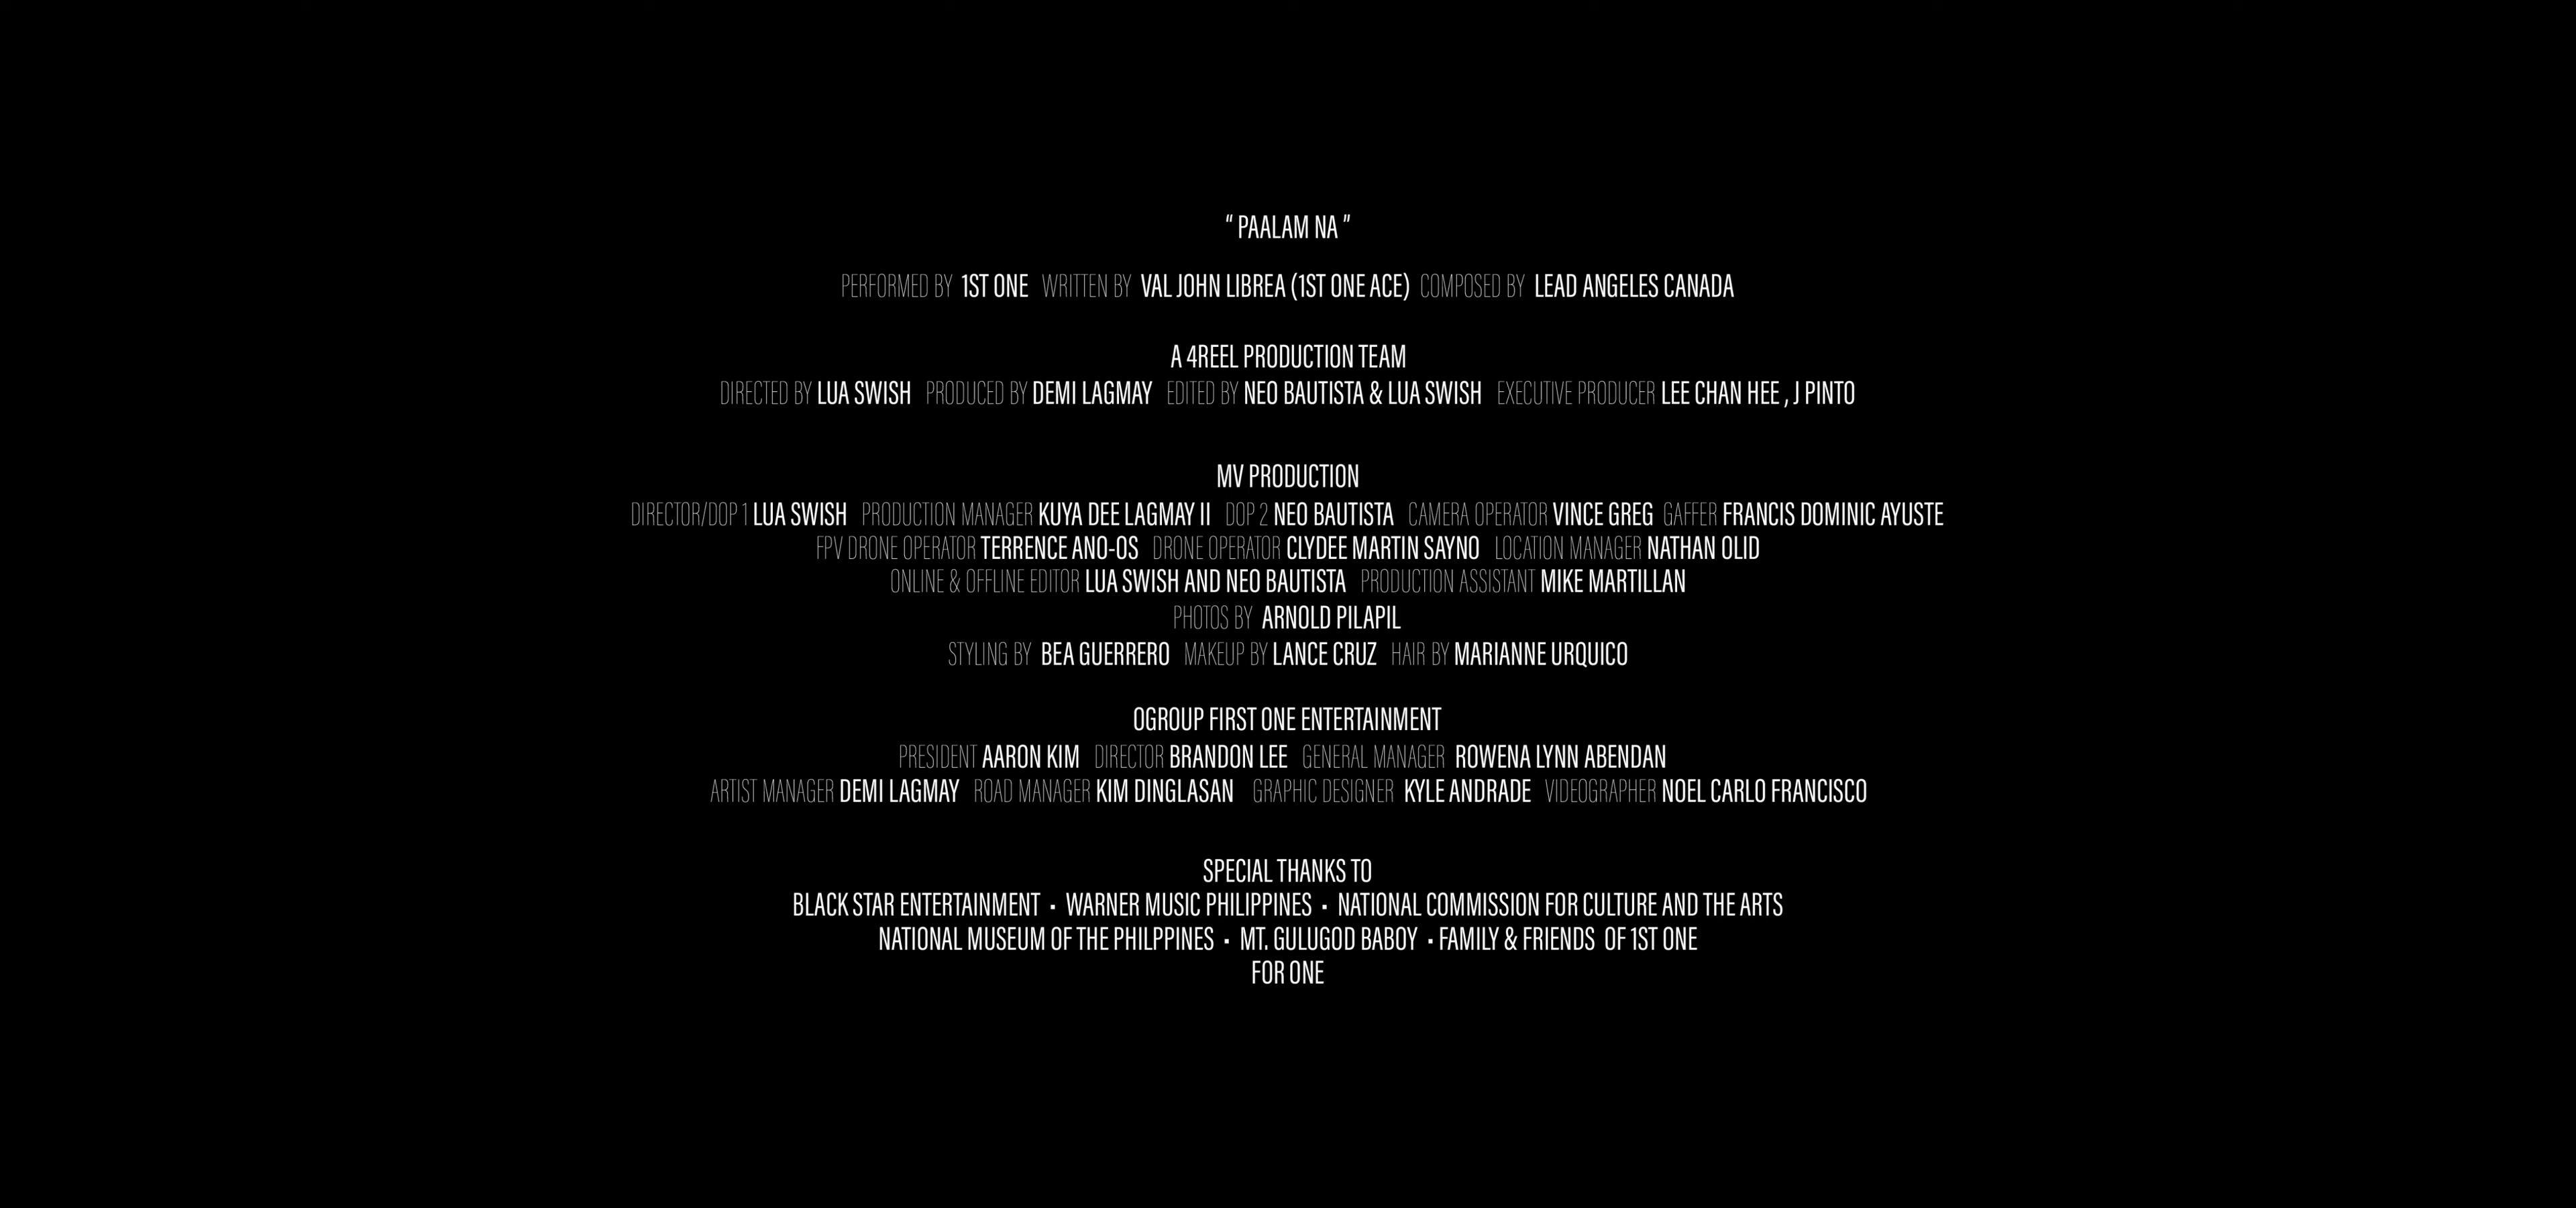 “ PAALAM NA ”
PERFORMED BY 1ST ONE WRITTEN BY VAL JOHN LIBREA (1ST ONE ACE) COMPOSED BY LEAD ANGELES CANADA
A 4REEL PRODUCTION TEAM
DIRECTED BY LUA SWISH PRODUCED BY DEMI LAGMAY EDITED BY NEO BAUTISTA & LUA SWISH EXECUTIVE PRODUCER LEE CHAN HEE , J PINTO
MV PRODUCTION
DIRECTOR/DOP 1 LUA SWISH PRODUCTION MANAGER KUYA DEE LAGMAY II DOP 2 NEO BAUTISTA CAMERA OPERATOR VINCE GREG GAFFER FRANCIS DOMINIC AYUSTE
FPV DRONE OPERATOR TERRENCE ANO-OS DRONE OPERATOR CLYDEE MARTIN SAYNO LOCATION MANAGER NATHAN OLID
ONLINE & OFFLINE EDITOR LUA SWISH AND NEO BAUTISTA PRODUCTION ASSISTANT MIKE MARTILLAN
PHOTOS BY ARNOLD PILAPIL
STYLING BY BEA GUERRERO MAKEUP BY LANCE CRUZ HAIR BY MARIANNE URQUICO
OGROUP FIRST ONE ENTERTAINMENT
PRESIDENT AARON KIM DIRECTOR BRANDON LEE GENERAL MANAGER ROWENA LYNN ABENDAN
ARTIST MANAGER DEMI LAGMAY ROAD MANAGER KIM DINGLASAN GRAPHIC DESIGNER KYLE ANDRADE VIDEOGRAPHER NOEL CARLO FRANCISCO
SPECIAL THANKS TO
BLACK STAR ENTERTAINMENT · WARNER MUSIC PHILIPPINES · NATIONAL COMMISSION FOR CULTURE AND THE ARTS
NATIONAL MUSEUM OF THE PHILPPINES · MT. GULUGOD BABOY · FAMILY & FRIENDS OF 1ST ONE
FOR ONE